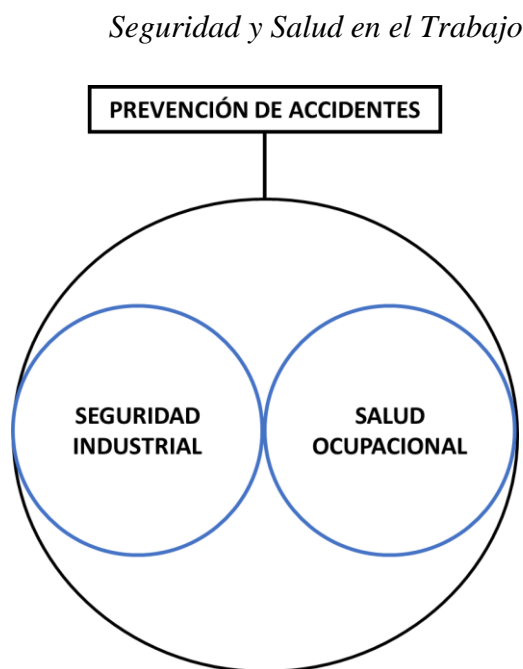 Seguridad y Salud en el Trabajo
PREVENCIÓN DE ACCIDENTES
SEGURIDAD
INDUSTRIAL
SALUD
OCUPACIONAL